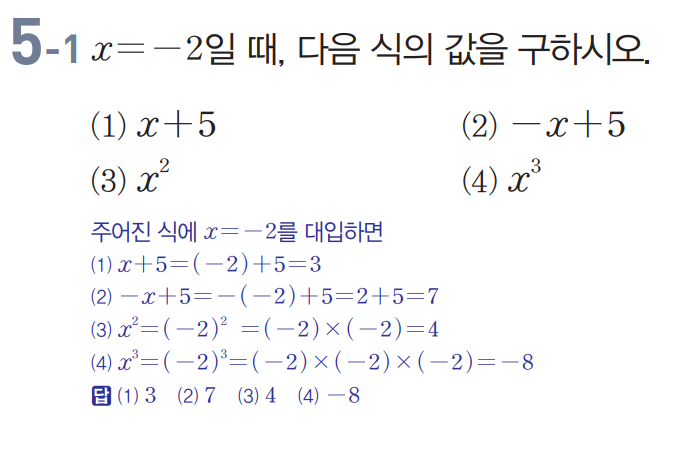 5-1 x=-2일 때, 다음 식의 값을 구하시오.
(1) x+5 (2) -x+5
(3) x² (4) x³
주어진 식에 x=-2를 대입하면
(1) x+5=(-2)+5=3
(2) -x+5=-(-2)+5=2+5=7
(3) x²=(-2)² =(-2)×(-2)=4
(4) x³=(-2)³=(-2)×(-2)×(-2)=-8
답 (1) 3 (2) 7 (3) 4 (4) -8